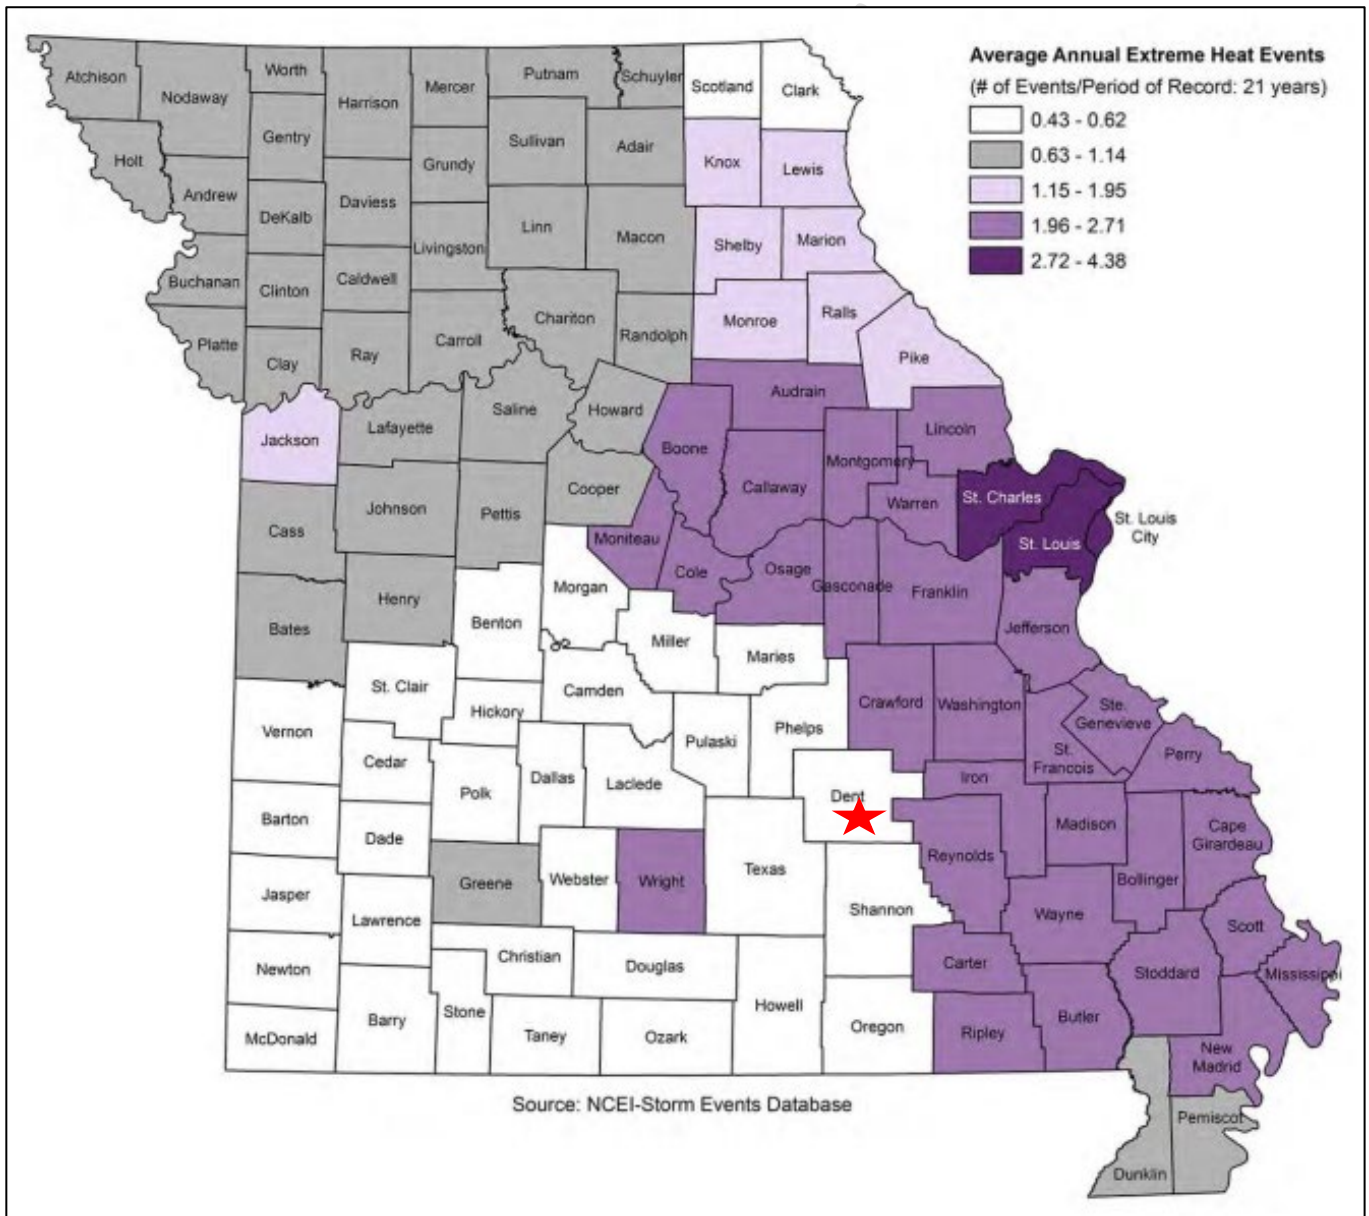 Average Annual Extreme Heat Events
(# of Events/Period of Record: 21 years)
0.43 - 0.62
0.63 - 1.14
1.15 - 1.95
1.96 - 2.71
2.72 - 4.38
Atchison
Nodaway
Worth
Harrison
Mercer
Putnam
Schuyler
Scotland
Clark
Holt
Gentry
Andrew
DeKalb
Daviess
Grundy
Sullivan
Adair
Knox
Lewis
Livingston
Linn
Macon
Shelby
Marion
Buchanan
Clinton
Caldwell
Chariton
Randolph
Monroe
Ralls
Pike
Platte
Clay
Ray
Carroll
Audrain
Jackson
Lafayette
Saline
Howard
Boone
Lincoln
Callaway
Montgomery
Warren
St. Charles
Cass
Johnson
Pettis
Cooper
Moniteau
St. Louis
St. Louis
City
Cole
Osage
Gasconade
Franklin
Jefferson
Bates
Henry
Benton
Morgan
Miller
Maries
St. Clair
Hickory
Camden
Pulaski
Phelps
Crawford
Washington
Ste.
Genevieve
St.
Francois
Perry
Vernon
Cedar
Polk
Dallas
Laclede
Dent
Iron
Madison
Cape
Girardeau
Barton
Dade
Greene
Webster
Wright
Texas
Reynolds
Bollinger
Jasper
Lawrence
Shannon
Wayne
Scott
Newton
Christian
Douglas
Carter
Stoddard
Mississippi
McDonald
Barry
Stone
Taney
Ozark
Howell
Oregon
Ripley
Butler
New
Madrid
Source: NCEI-Storm Events Database
Pemiscot
Dunklin